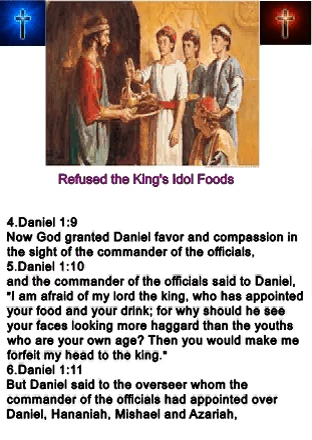 Refused the King's Idol Foods
4.Daniel 1:9
Now God granted Daniel favor and compassion in
the sight of the commander of the officials,
5.Daniel 1:10
and the commander of the officials said to Daniel,
"I am afraid of my lord the king, who has appointed
your food and your drink; for why should he see
your faces looking more haggard than the youths
who are your own age? Then you would make me
forfeit my head to the king."
6.Daniel 1:11
But Daniel said to the overseer whom the
commander of the officials had appointed over
Daniel, Hananiah, Mishael and Azariah,